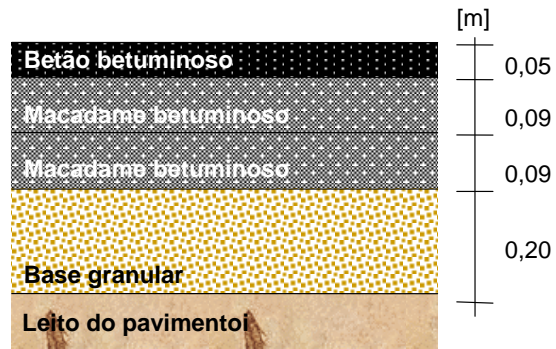 [m]
Betão betuminoso
0,05
Macadame betuminoso
0,09
Macadame betuminoso
0,09
Base granular
0,20
Leito do pavimentoi